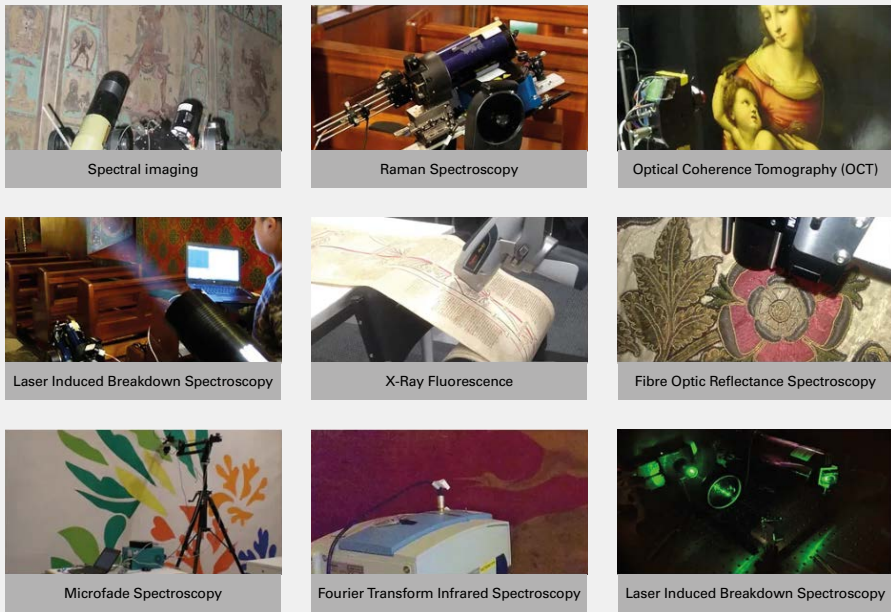 Spectral imaging
Raman Spectroscopy
Optical Coherence Tomography (OCT)
Laser Induced Breakdown Spectroscopy
X-Ray Fluorescence
Fibre Optic Reflectance Spectroscopy
Microfade Spectroscopy
Fourier Transform Infrared Spectroscopy
Laser Induced Breakdown Spectroscopy